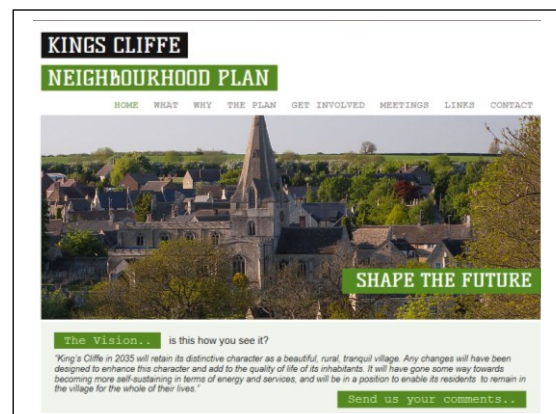 KINGS CLIFFE
NEIGHBOURHOOD PLAN
HOME WHAT WHY THE PLAN GET INVOLVED MEETINGS LINKS CONTACT
SHAPE THE FUTURE
The Vision.. is this how you see it?
"King's Cliffe in 2035 will retain its distinctive character as a beautiful, rural, tranquil village. Any changes will have been
designed to enhance this character and add to the quality of life of its inhabitants. It will have gone some way towards
becoming more self-sustaining in terms of energy and services, and will be in a position to enable its residents to remain in
the village for the whole of their lives."
Send us your comments..